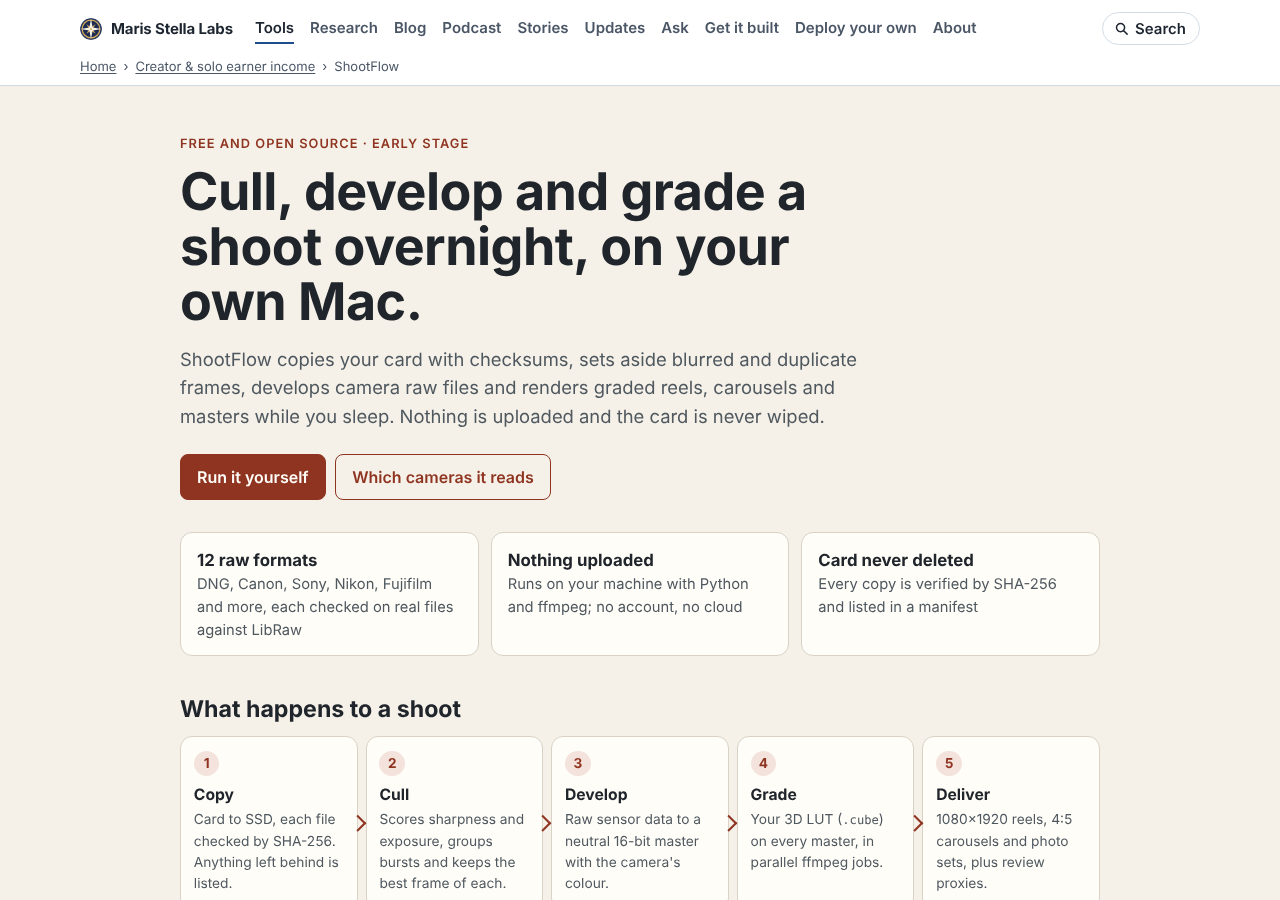 Maris Stella Labs Tools Research Blog Podcast Stories Updates Ask Get it built Deploy your own About Search
Home › Creator & solo earner income › ShootFlow
FREE AND OPEN SOURCE · EARLY STAGE
Cull, develop and grade a
shoot overnight, on your
own Mac.
ShootFlow copies your card with checksums, sets aside blurred and duplicate
frames, develops camera raw files and renders graded reels, carousels and
masters while you sleep. Nothing is uploaded and the card is never wiped.
Run it yourself Which cameras it reads
12 raw formats
DNG, Canon, Sony, Nikon, Fujifilm
and more, each checked on real files
against LibRaw
Nothing uploaded
Runs on your machine with Python
and ffmpeg; no account, no cloud
Card never deleted
Every copy is verified by SHA-256
and listed in a manifest
What happens to a shoot
1
Copy
Card to SSD, each file
checked by SHA-256.
Anything left behind is
listed.
2
Cull
Scores sharpness and
exposure, groups
bursts and keeps the
best frame of each.
3
Develop
Raw sensor data to a
neutral 16-bit master
with the camera's
colour.
4
Grade
Your 3D LUT (.cube)
on every master, in
parallel ffmpeg jobs.
5
Deliver
1080×1920 reels, 4:5
carousels and photo
sets, plus review
proxies.